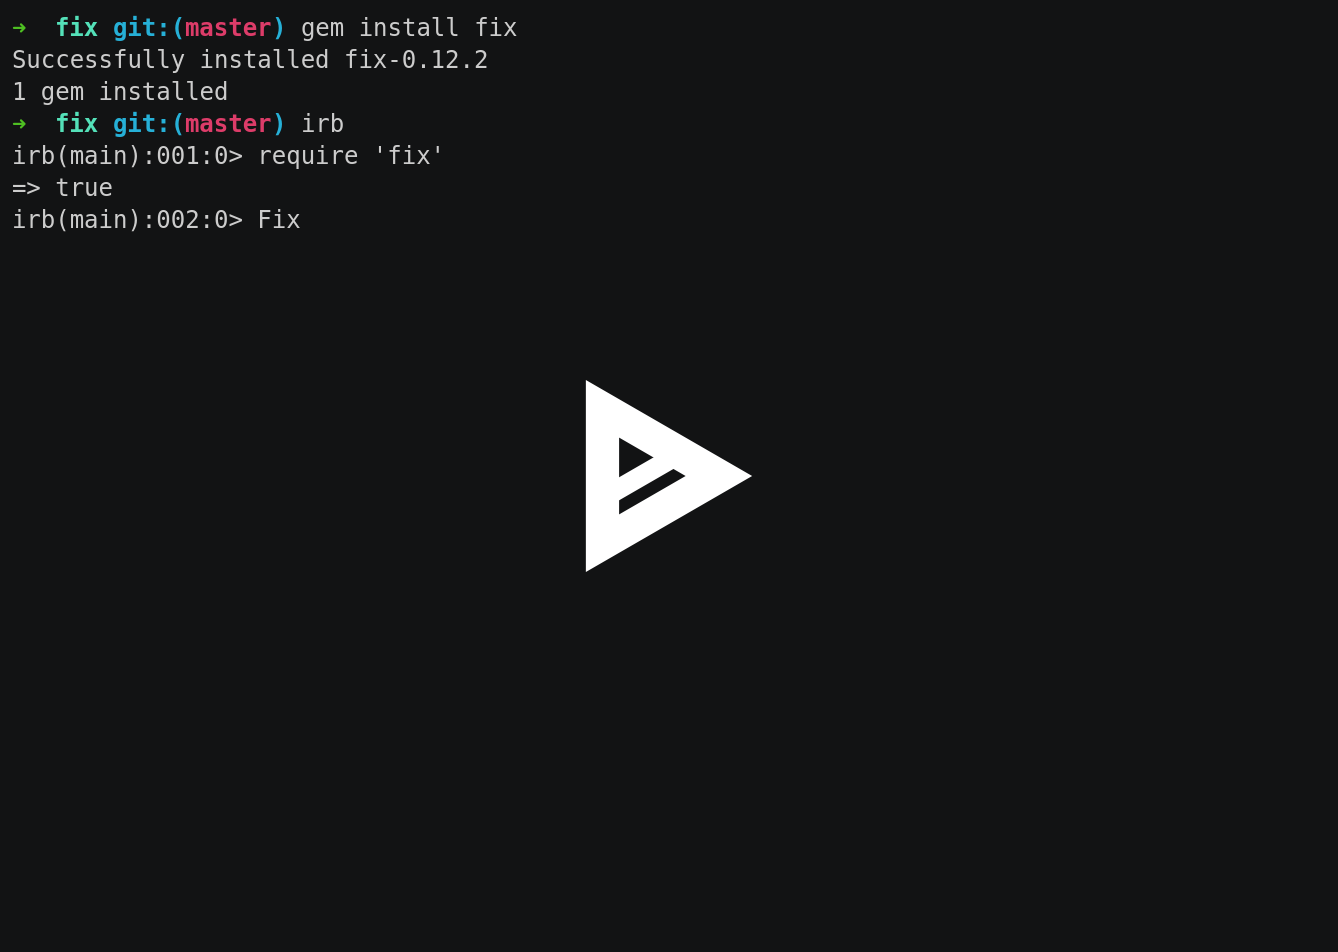 ➜  fix git:(master) gem install fix
Successfully installed fix-0.12.2
1 gem installed
➜  fix git:(master) irb
irb(main):001:0> require 'fix'
=> true
irb(main):002:0> Fix